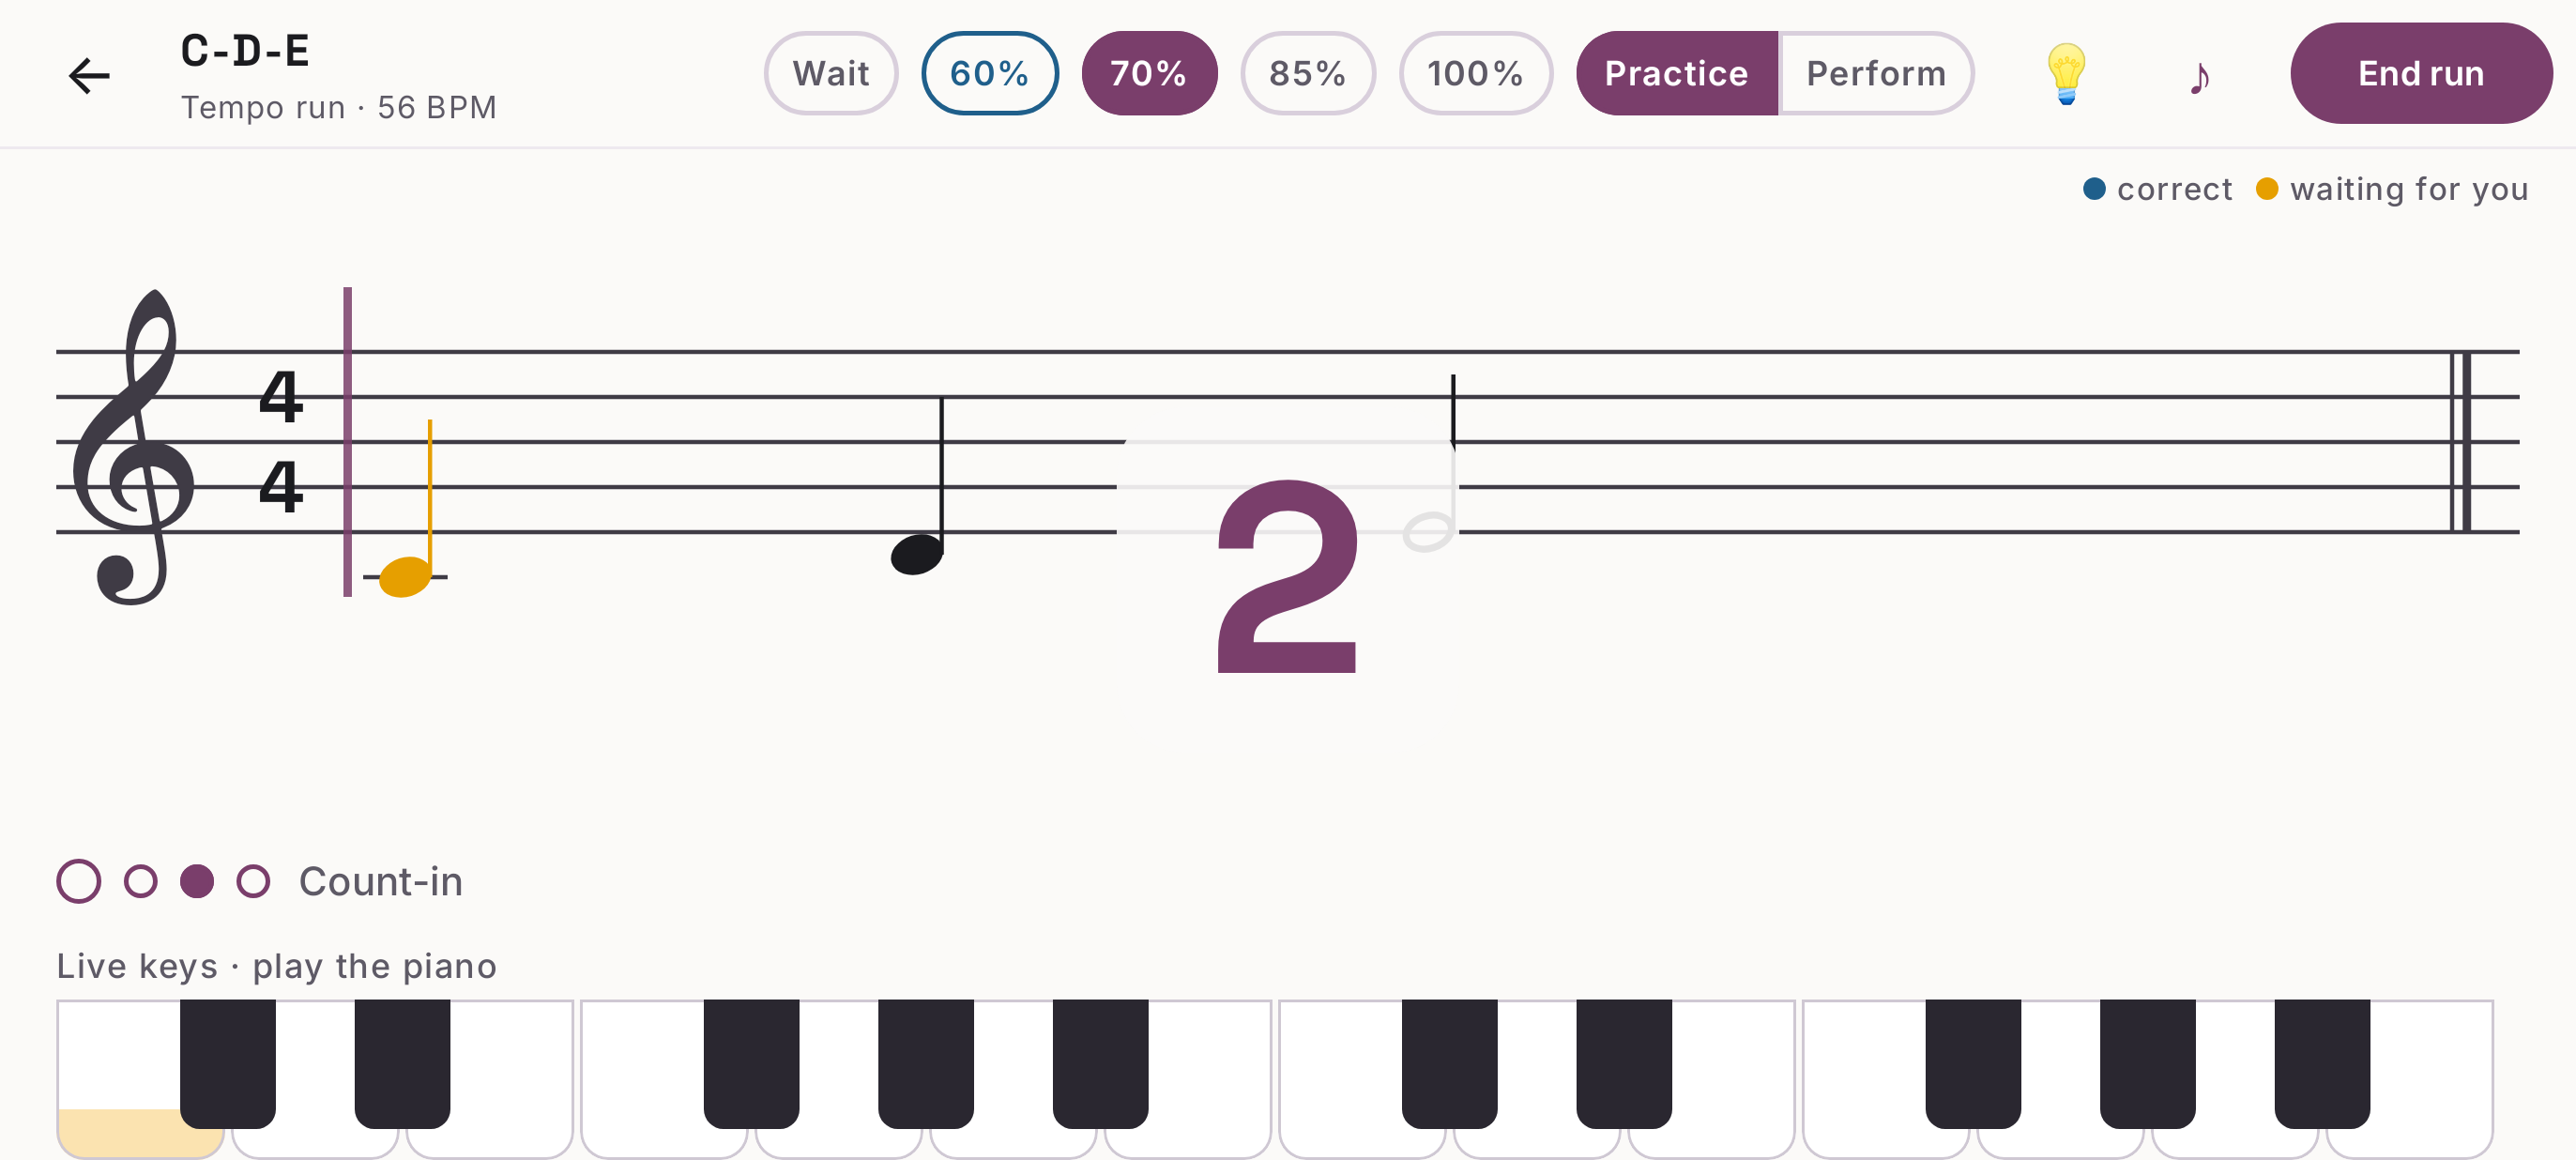 C-D-E
Tempo run · 56 BPM
Wait 60% 70% 85% 100% Practice Perform End run
correct waiting for you
4
4
2
Count-in
Live keys · play the piano